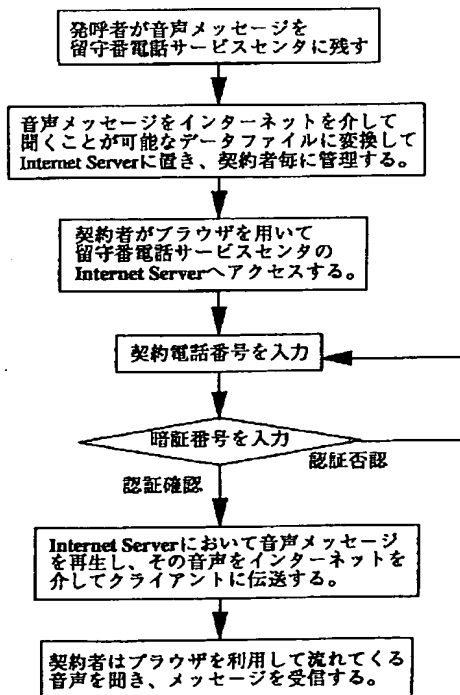 発呼者が音声メッセージを
留守番電話サービスセンタに残す
音声メッセージをインターネットを介して
聞くことが可能なデータファイルに変換して
Internet Serverに置き、契約者毎に管理する。
契約者がブラウザを用いて
留守番電話サービスセンタの
Internet Serverへアクセスする。
契約電話番号を入力
暗証番号を入力
認証否認
認証確認
Internet Serverにおいて音声メッセージ
を再生し、その音声をインターネットを
介してクライアントに伝送する。
契約者はブラウザを利用して流れてくる
音声を聞き、メッセージを受信する。